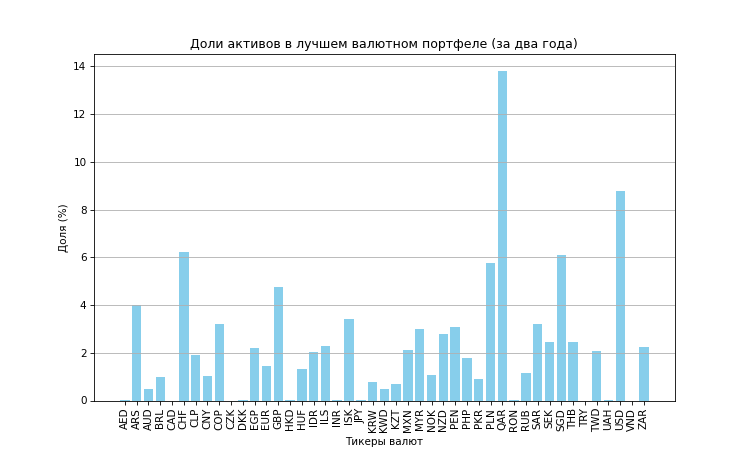 Доли активов в лучшем валютном портфеле (за два года)
Доля (%)
14
12
10
8
6
4
2
0
AED ARS AUD BRL CAD CHF CLP CNY COP CZK DKK EGP EUR GBP HKD HUF IDR ILS INR ISK JPY KRW KWD KZT MXN MYR NOK NZD PEN PHP PKR PLN QAR RON RUB SAR SEK SGD THB TRY TWD UAH USD VND ZAR
Тикеры валют